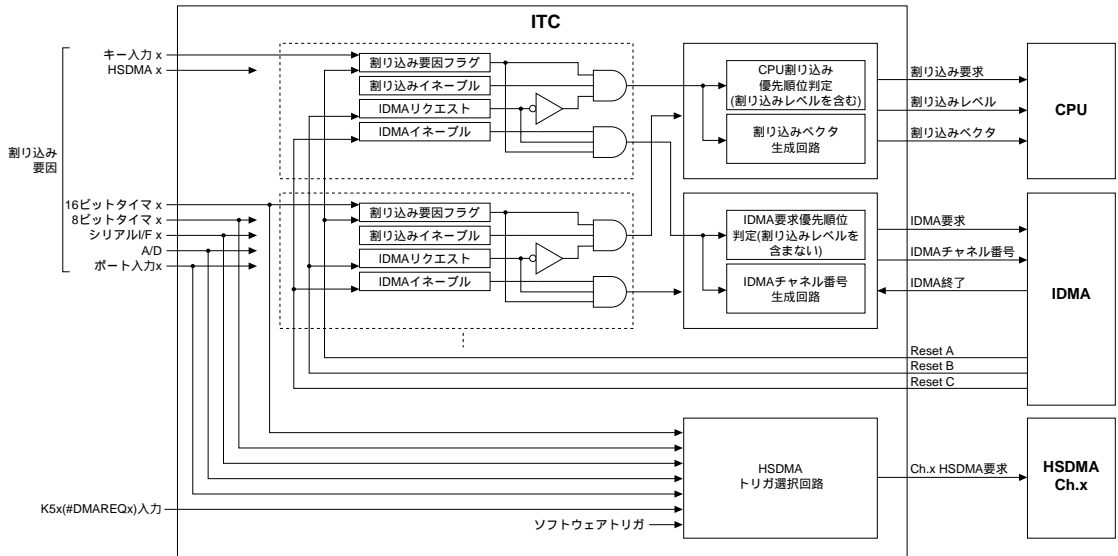 ITC
キー入力 x
HSDMA x
割り込み
要因
16ビットタイマ x
8ビットタイマ x
シリアルI/F x
A/D
ポート入力x
割り込み要因フラグ
割り込みイネーブル
IDMAリクエスト
IDMAイネーブル
CPU割り込み
優先順位判定
(割り込みレベルを含む)
割り込みベクタ
生成回路
割り込み要求
割り込みレベル
割り込みベクタ
CPU
割り込み要因フラグ
割り込みイネーブル
IDMAリクエスト
IDMAイネーブル
IDMA要求優先順位
判定(割り込みレベルを
含まない)
IDMAチャネル番号
生成回路
IDMA要求
IDMAチャネル番号
IDMA終了
IDMA
Reset A
Reset B
Reset C
HSDMA
トリガ選択回路
Ch.x HSDMA要求
HSDMA
Ch.x
K5x(#DMAREQx)入力
ソフトウェアトリガ